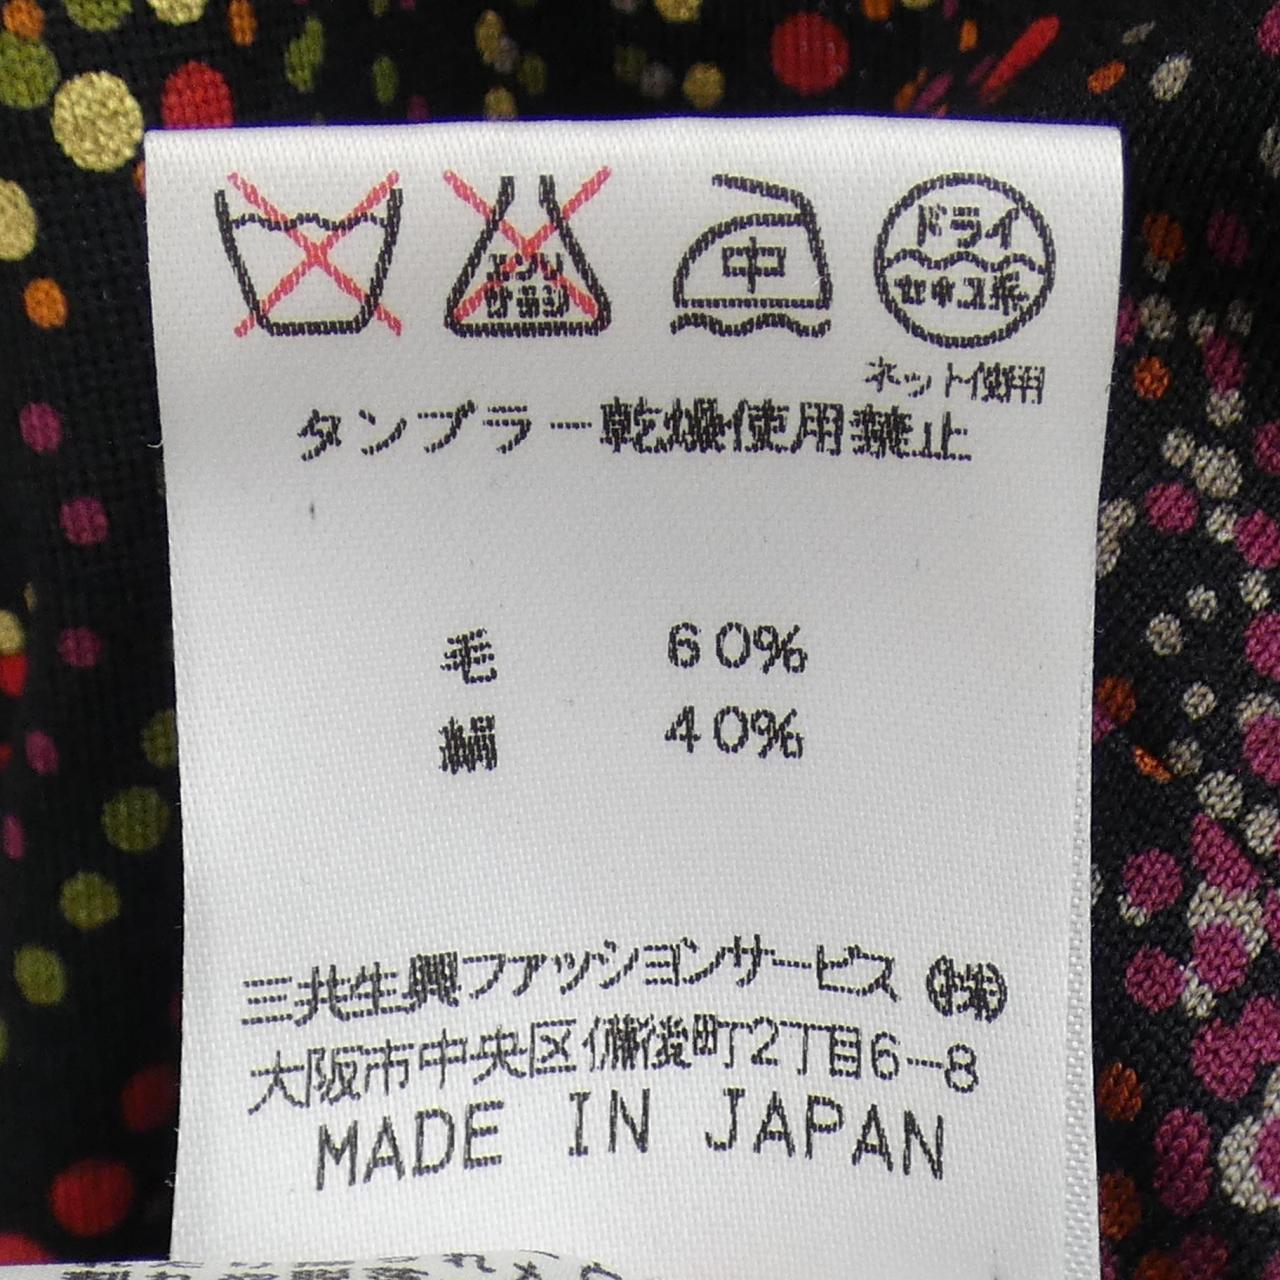 エンソ
サラシ
中
ドライ
セキユ系
ネット使用
タンブラー乾燥使用禁止
毛 60%
絹 40%
三共生興ファッションサービス ㈱
大阪市中央区備後町2丁目6-8
MADE IN JAPAN